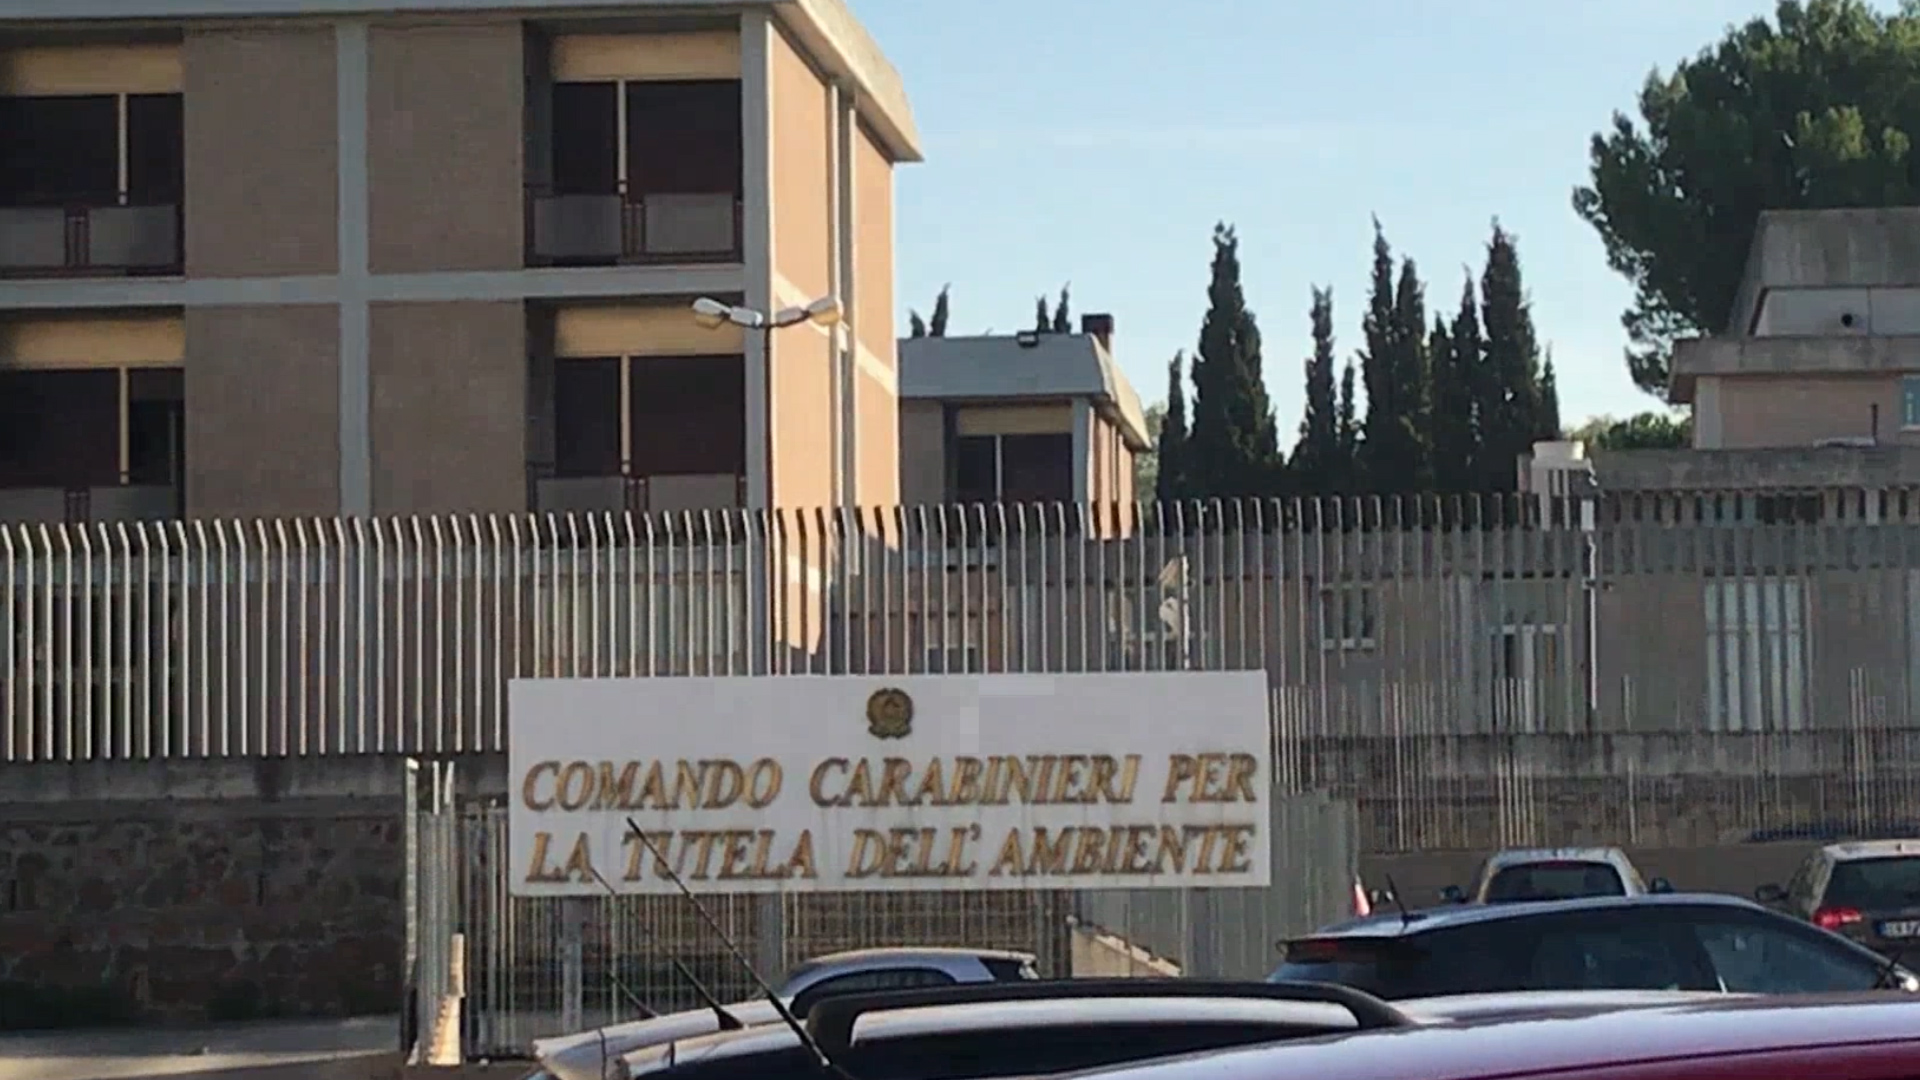 COMANDO CARABINIERI PER
LA TUTELA DELL'AMBIENTE